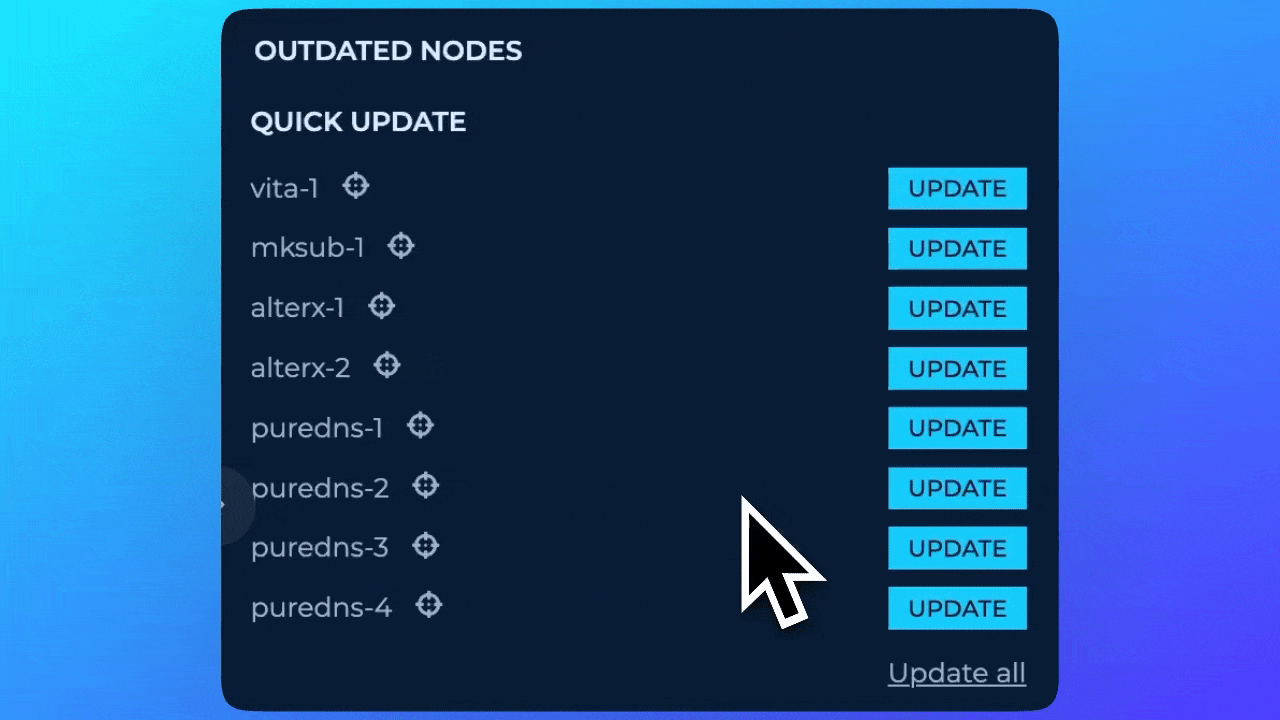 OUTDATED NODES
QUICK UPDATE
vita-1 UPDATE
mksub-1 UPDATE
alterx-1 UPDATE
alterx-2 UPDATE
puredns-1 UPDATE
puredns-2 UPDATE
puredns-3 UPDATE
puredns-4 UPDATE
Update all